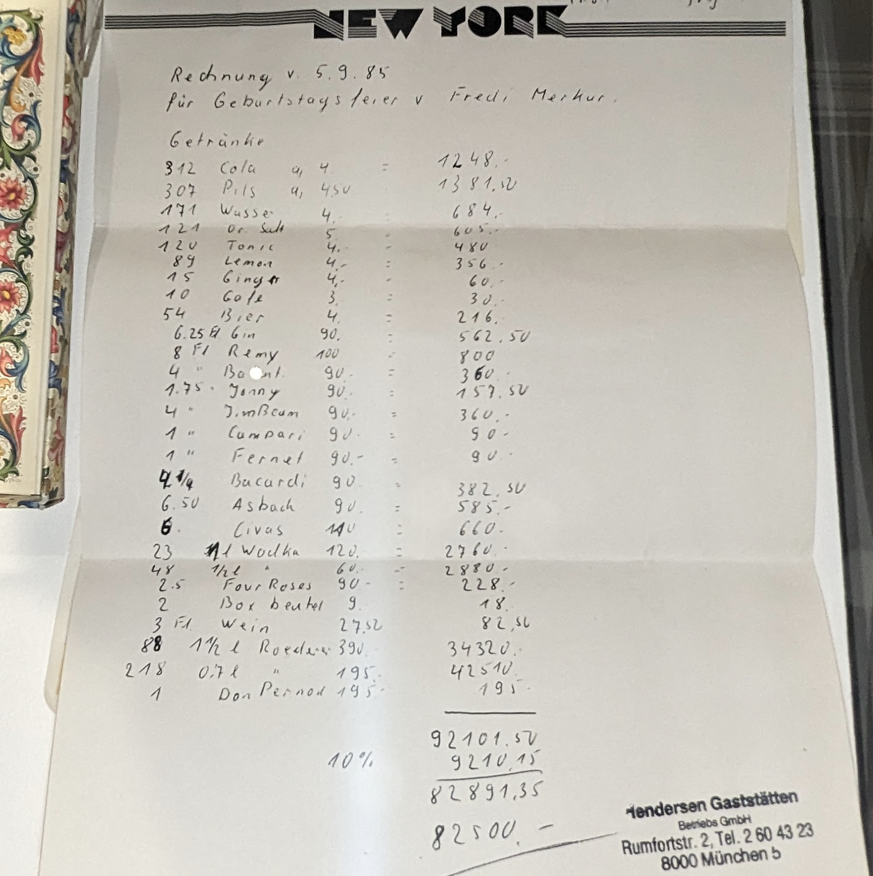 NEW YORK
Rechnung v. 5.9.85
für Geburtstagsfeier v Fredi Merkur.
Getränke
312 Cola a, 4. = 1248.-
307 Pils a, 4,50 1381,50
171 Wasser 4. - 684.-
121 Or. Saft 5. - 605.-
120 Tonic 4.- - 480
89 Lemon 4.- = 356.-
15 Ginger 4.- = 60.-
10 Cafe 3. = 30.-
54 Bier 4. = 216.-
6.25 Fl Gin 90. = 562,50
8 Fl Remy 100 - 800
4 " 90.- = 360.-
1.75 " Jonny 90.- = 157.50
4 " JimBeam 90.- = 360.-
1 " Campari 90.- = 90.-
1 " Fernet 90.- = 90.-
4 1/4 Bacardi 90. = 382,50
6.50 Asbach 90. = 585.-
6. Civas 110 = 660.-
23 1l Wodka 120. = 2760.-
48 1/2 l " 60.- = 2880.-
2.5 Four Roses 90.- = 228.-
2 Box beutel 9. 18.
3 Fl. Wein 27,52 82,56
88 1 1/2 l Roederer 390. 34320.-
218 0,7 l " 195.- 42510.-
1 Don Pernod 195.- 195.-
92101.50
10% 9210,15
82891,35
82500.-
Hendersen Gaststätten
Betriebs GmbH
Rumfortstr. 2, Tel. 2 60 43 23
8000 München 5